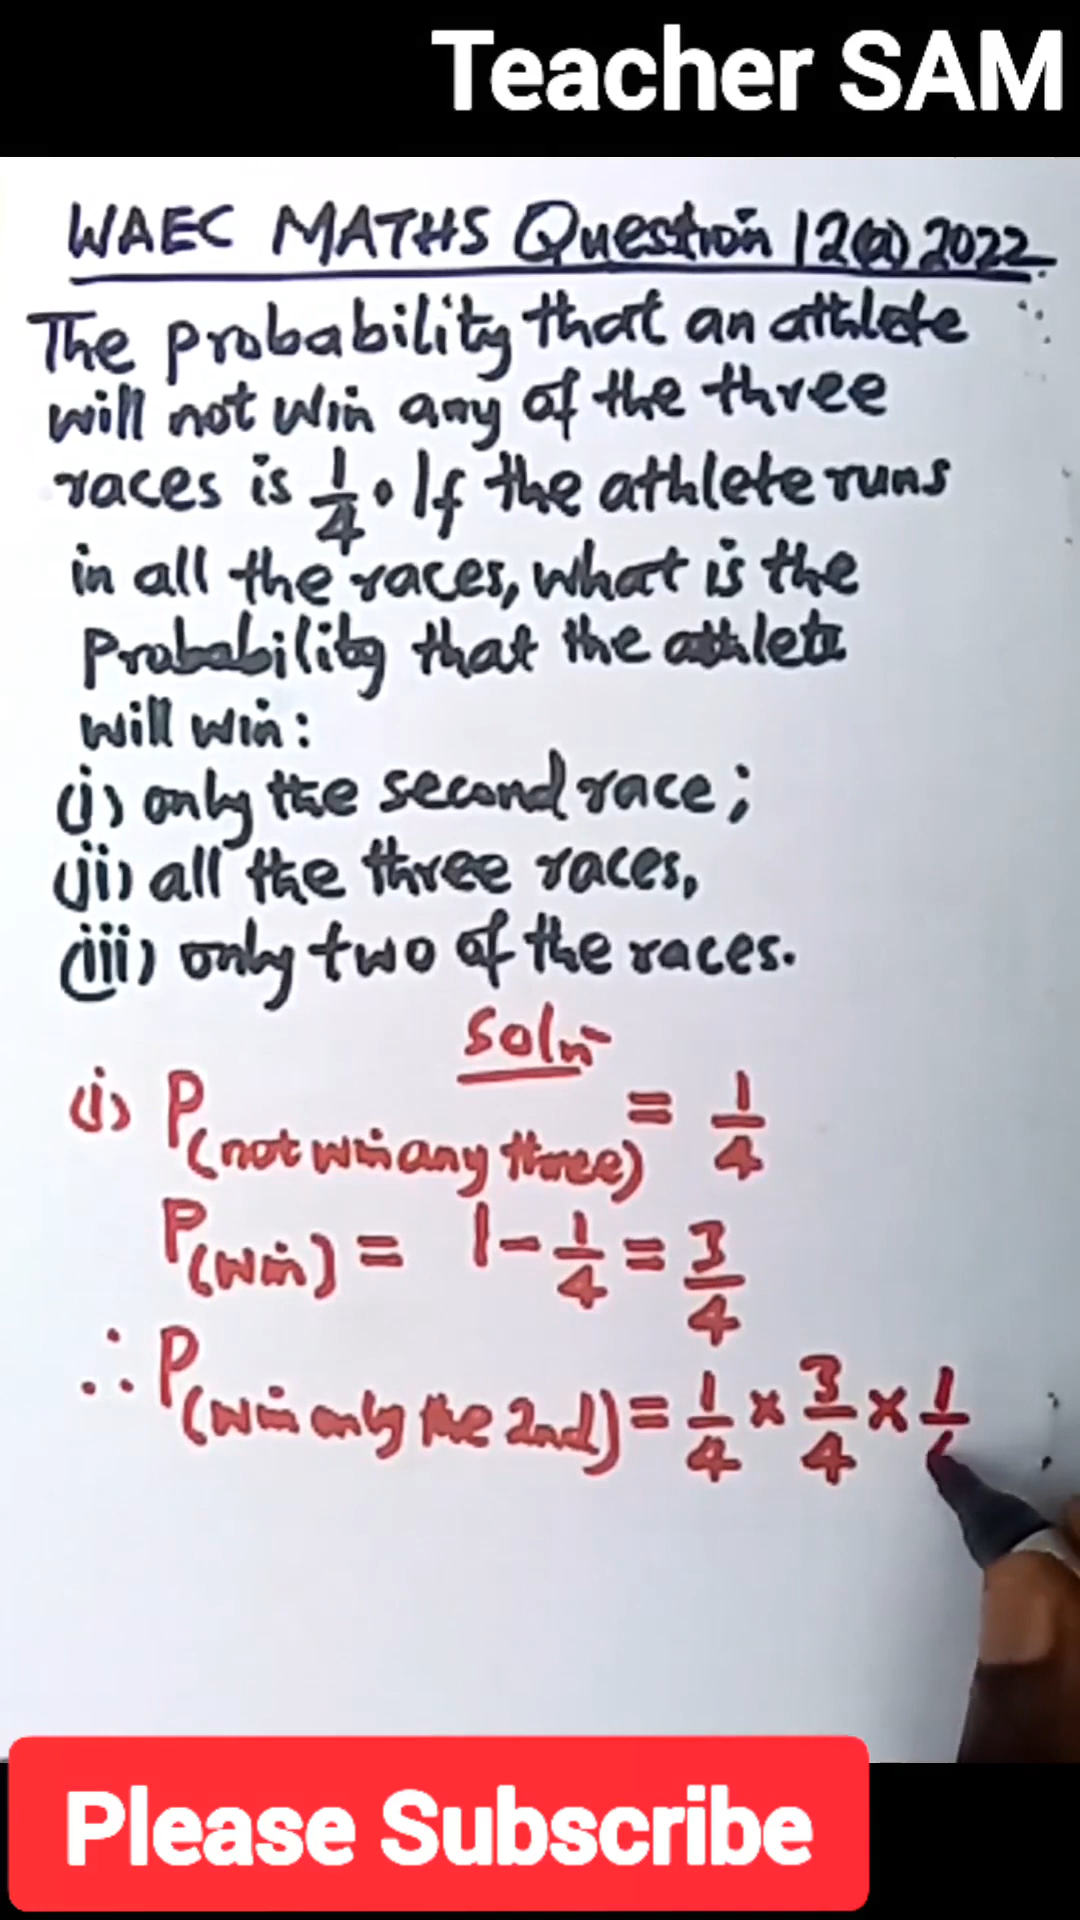 Teacher SAM
WAEC MATHS Question 12(a) 2022
The probability that an athlete
will not win any of the three
races is 1/4. If the athlete runs
in all the races, what is the
Probability that the athlete
will win:
(i) only the second race;
(ii) all the three races,
(iii) only two of the races.
Soln
(i) P(not win any three) = 1/4
P(win) = 1 - 1/4 = 3/4
∴ P(win only the 2nd) = 1/4 × 3/4 × 1/
Please Subscribe